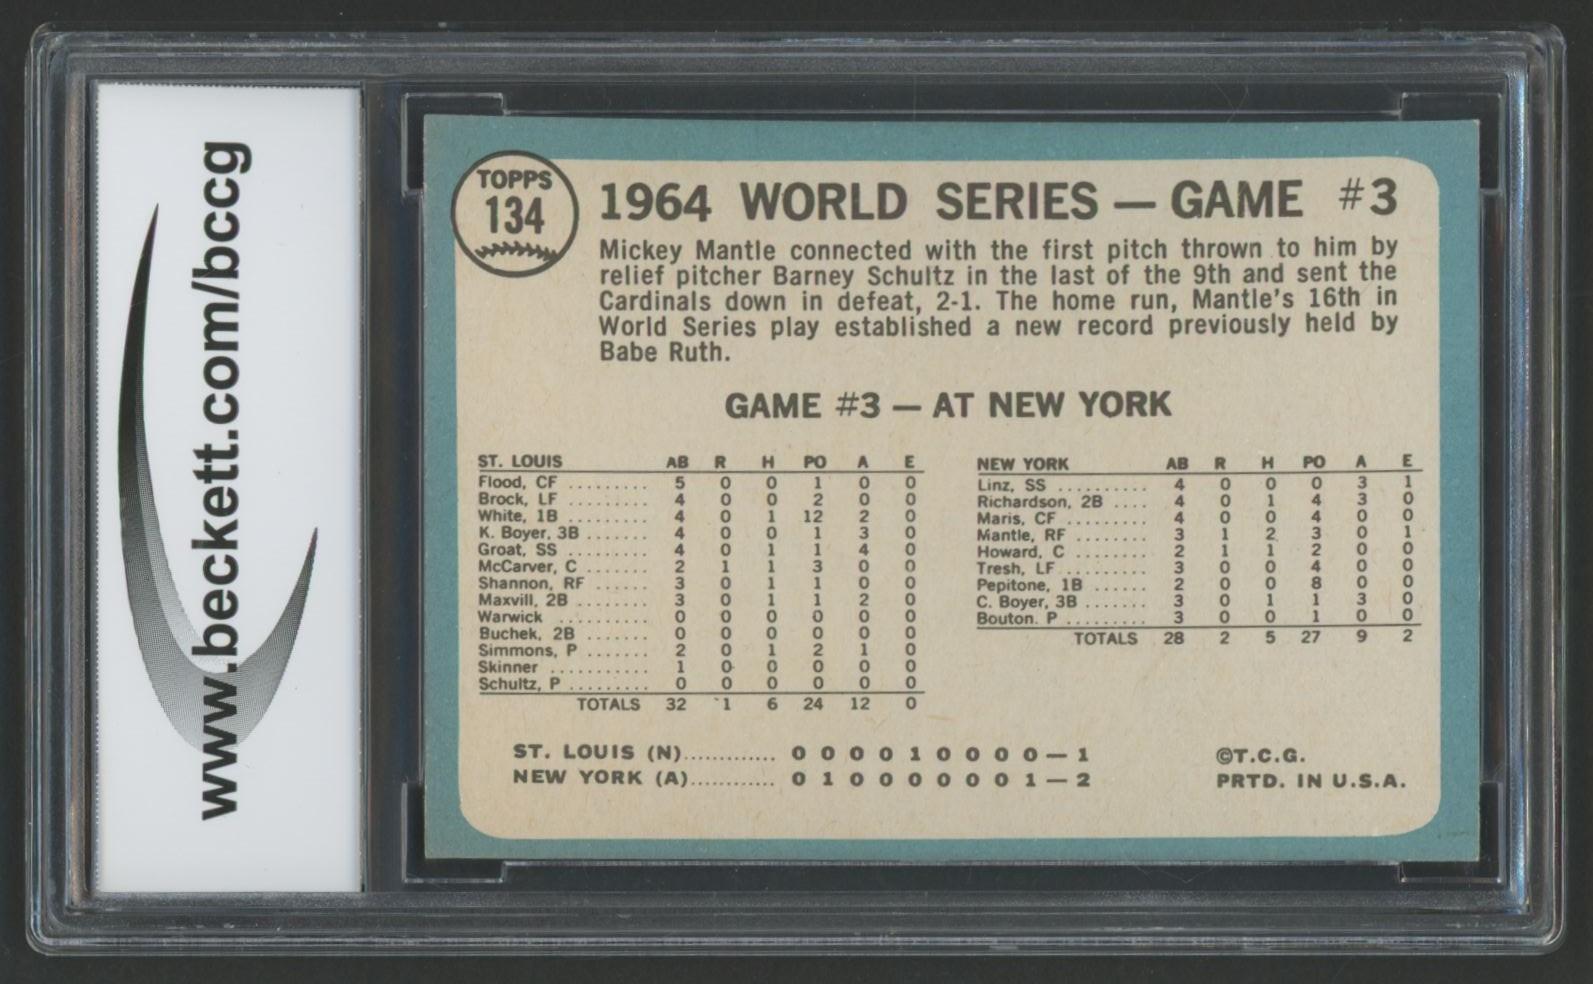 www.beckett.com/bccg
TOPPS
134
1964 WORLD SERIES — GAME #3
Mickey Mantle connected with the first pitch thrown to him by
relief pitcher Barney Schultz in the last of the 9th and sent the
Cardinals down in defeat, 2-1. The home run, Mantle's 16th in
World Series play established a new record previously held by
Babe Ruth.
GAME #3 — AT NEW YORK
ST. LOUIS AB R H PO A E
Flood, CF ......... 5 0 0 1 0 0
Brock, LF ......... 4 0 0 2 0 0
White, 1B ......... 4 0 1 12 2 0
K. Boyer, 3B ....... 4 0 0 1 3 0
Groat, SS ......... 4 0 1 1 4 0
McCarver, C ........ 2 1 1 3 0 0
Shannon, RF ....... 3 0 1 1 0 0
Maxvill, 2B ........ 3 0 1 1 2 0
Warwick .......... 0 0 0 0 0 0
Buchek, 2B ....... 0 0 0 0 0 0
Simmons, P ....... 2 0 1 2 1 0
Skinner ........... 1 0 0 0 0 0
Schultz, P ......... 0 0 0 0 0 0
TOTALS 32 1 6 24 12 0
NEW YORK AB R H PO A E
Linz, SS .......... 4 0 0 0 3 1
Richardson, 2B .... 4 0 1 4 3 0
Maris, CF ......... 4 0 0 4 0 0
Mantle, RF ........ 3 1 2 3 0 1
Howard, C ........ 2 1 1 2 0 0
Tresh, LF .......... 3 0 0 4 0 0
Pepitone, 1B ....... 2 0 0 8 0 0
C. Boyer, 3B ....... 3 0 1 1 3 0
Bouton. P ......... 3 0 0 1 0 0
TOTALS 28 2 5 27 9 2
ST. LOUIS (N)............. 0 0 0 0 1 0 0 0 0 — 1
NEW YORK (A)............ 0 1 0 0 0 0 0 0 1 — 2
©T.C.G.
PRTD. IN U.S.A.